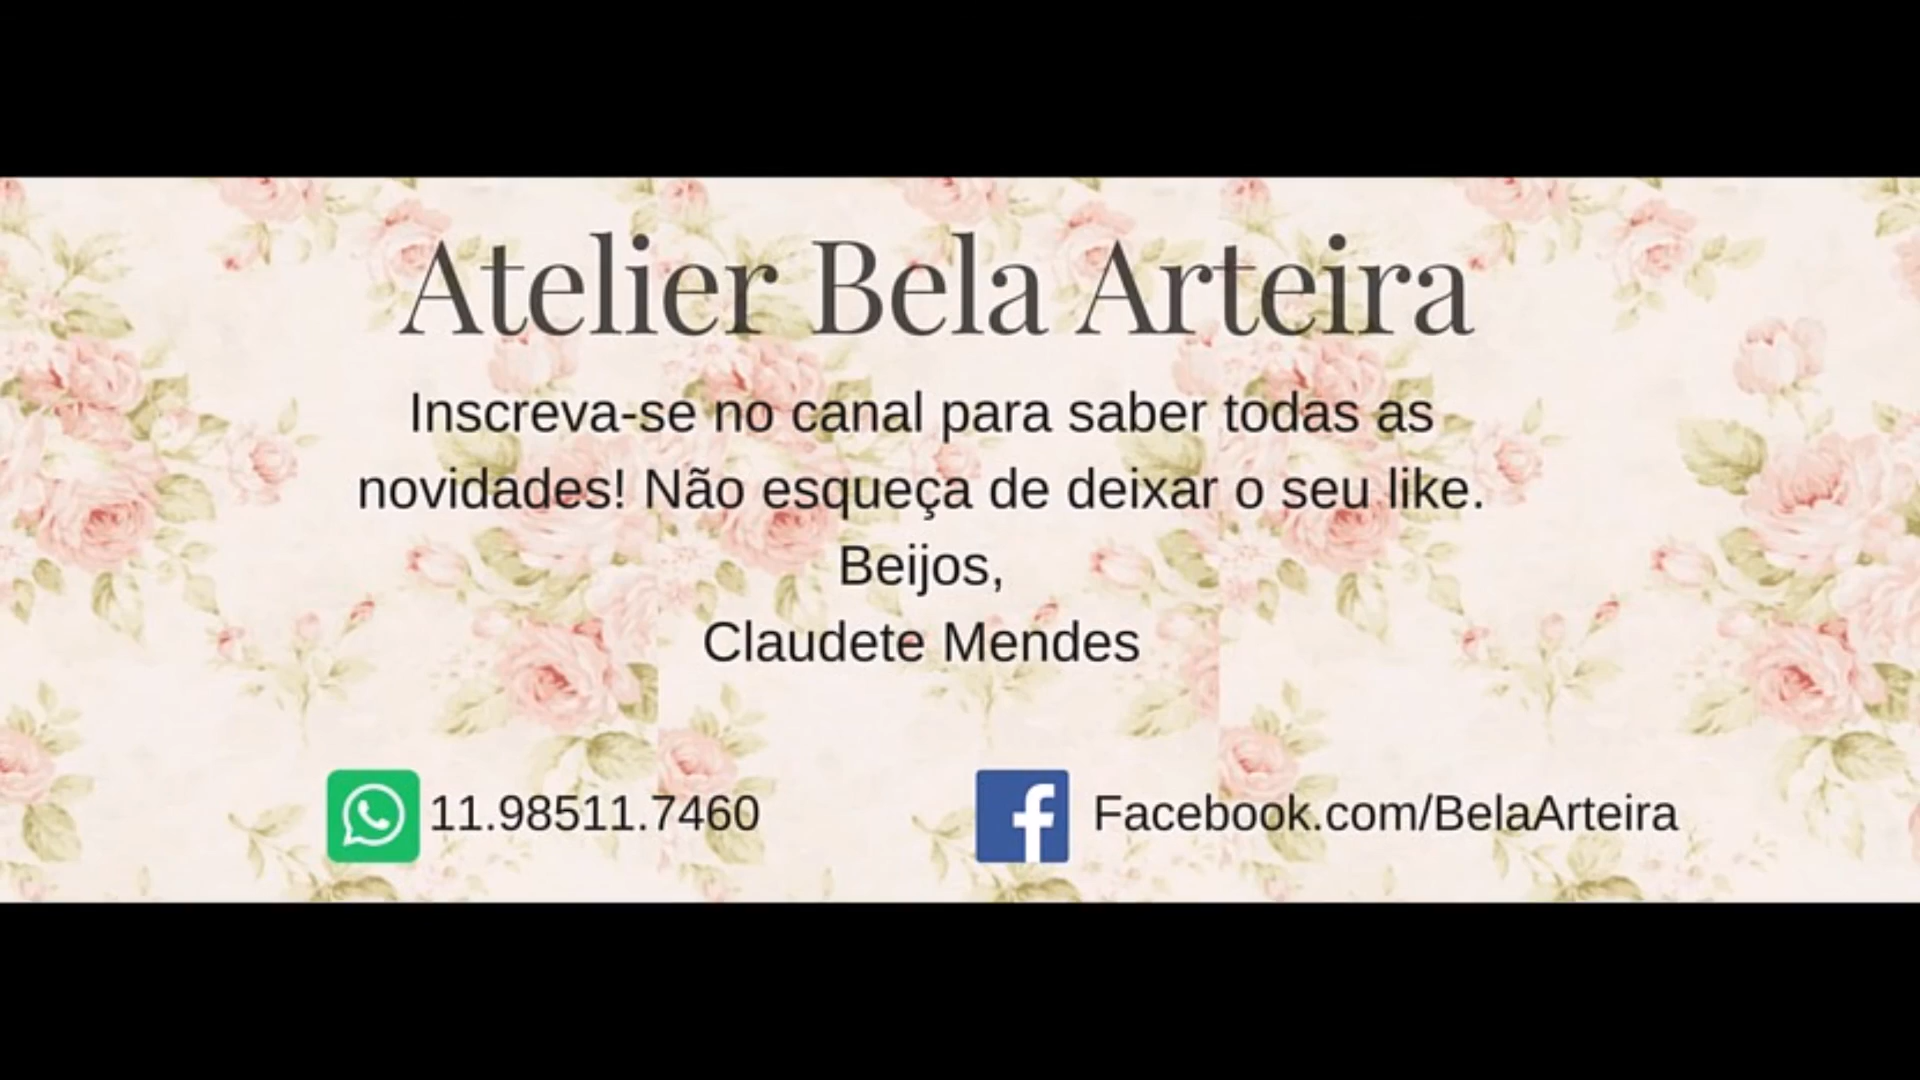 Atelier Bela Arteira
Inscreva-se no canal para saber todas as
novidades! Não esqueça de deixar o seu like.
Beijos,
Claudete Mendes
11.98511.7460
Facebook.com/BelaArteira